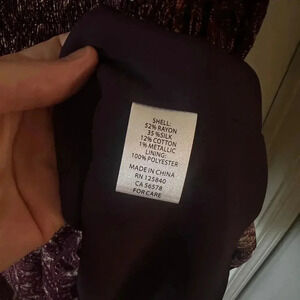 SHELL:
52% RAYON
35 %SILK
12% COTTON
1% METALLIC
LINING:
100% POLYESTER
MADE IN CHINA
RN 125840
CA 56578
FOR CARE